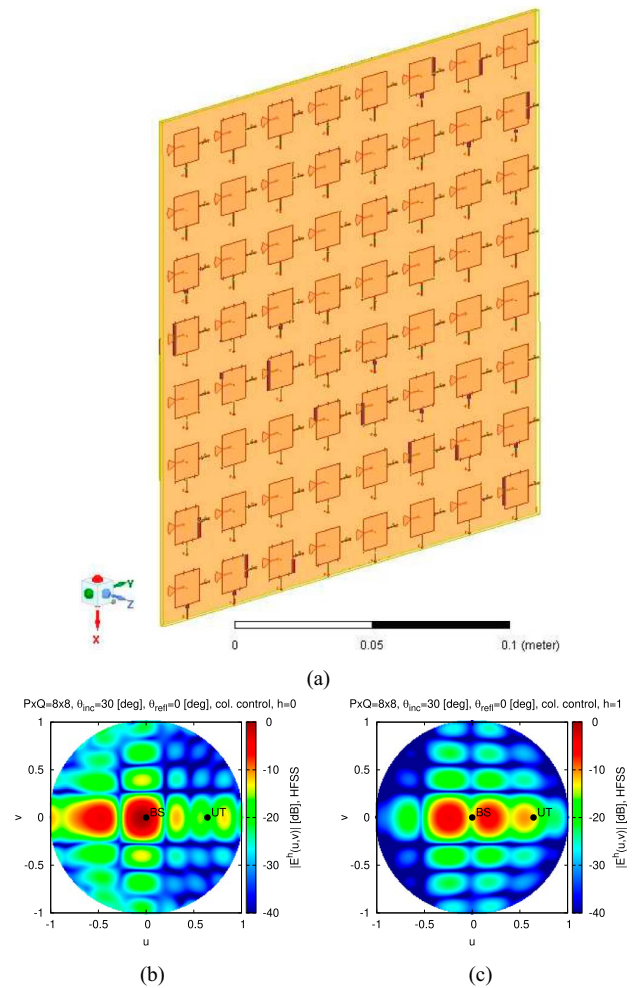 Y
Z
X
0 0.05 0.1 (meter)
(a)
PxQ=8x8, θinc=30 [deg], θrefl=0 [deg], col. control, h=0
1
0.5
0
-0.5
-1
v
BS
UT
-1 -0.5 0 0.5 1
u
0
-10
-20
-30
-40
|E^h(u,v)| [dB], HFSS
(b)
PxQ=8x8, θinc=30 [deg], θrefl=0 [deg], col. control, h=1
1
0.5
0
-0.5
-1
v
BS
UT
-1 -0.5 0 0.5 1
u
0
-10
-20
-30
-40
|E^h(u,v)| [dB], HFSS
(c)